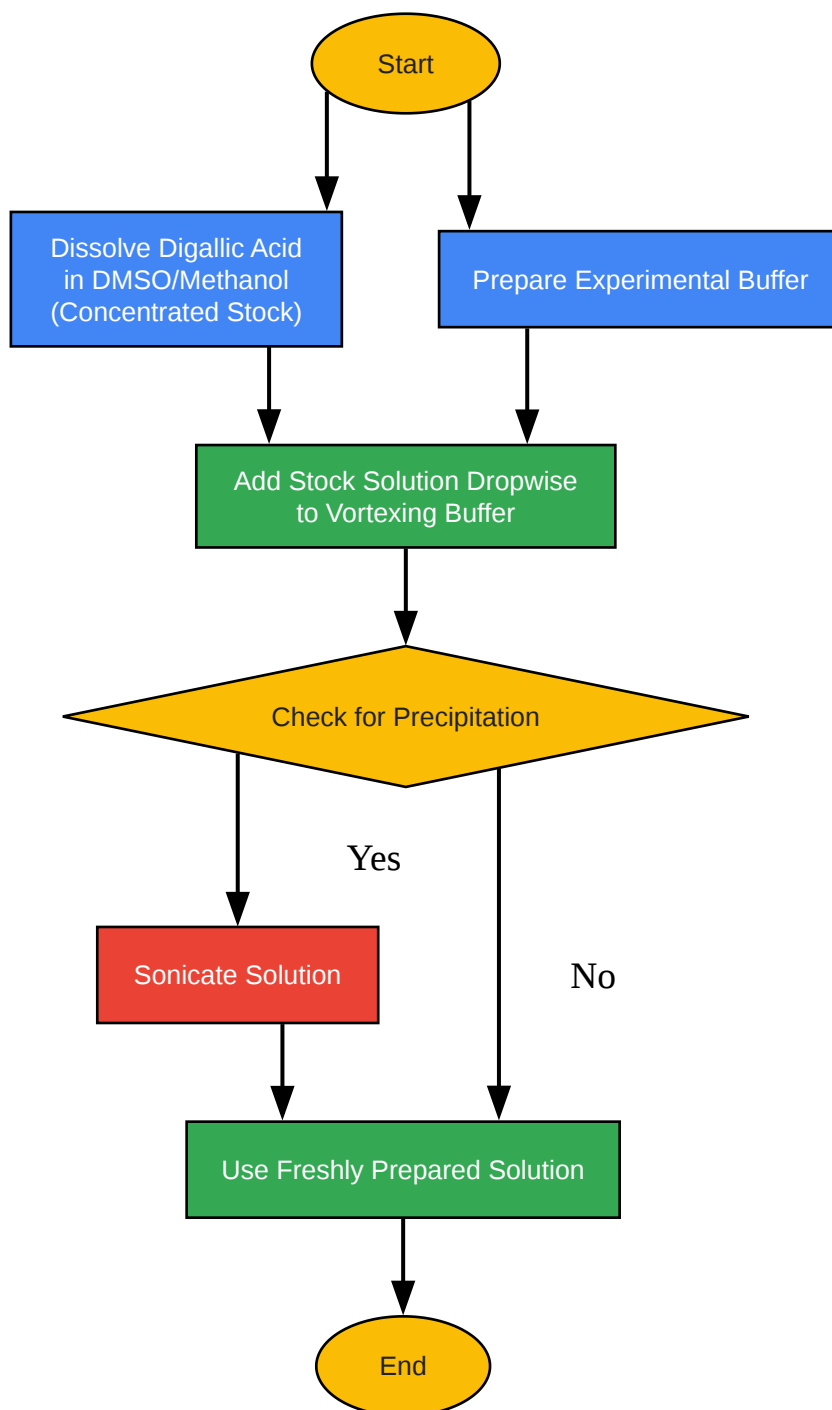 Start
Dissolve Digallic Acid
in DMSO/Methanol
(Concentrated Stock)
Prepare Experimental Buffer
Add Stock Solution Dropwise
to Vortexing Buffer
Check for Precipitation
Yes
Sonicate Solution
No
Use Freshly Prepared Solution
End